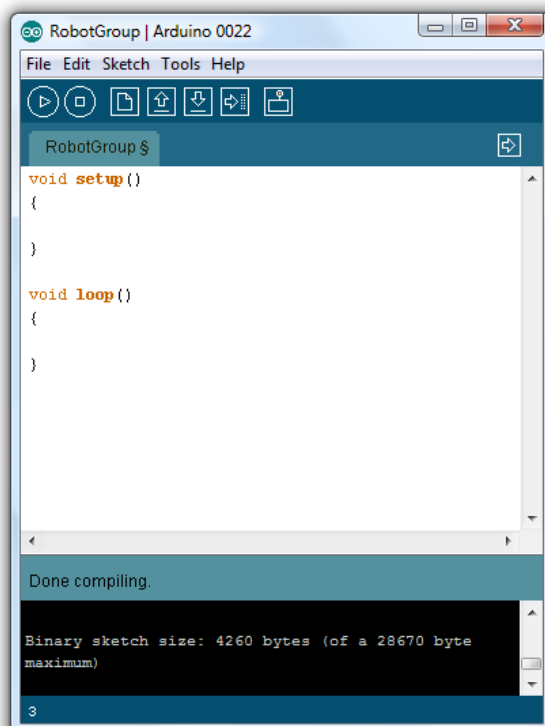 RobotGroup | Arduino 0022
File Edit Sketch Tools Help
RobotGroup §
void setup()
{
}
void loop()
{
}
Done compiling.
Binary sketch size: 4260 bytes (of a 28670 byte
maximum)
3